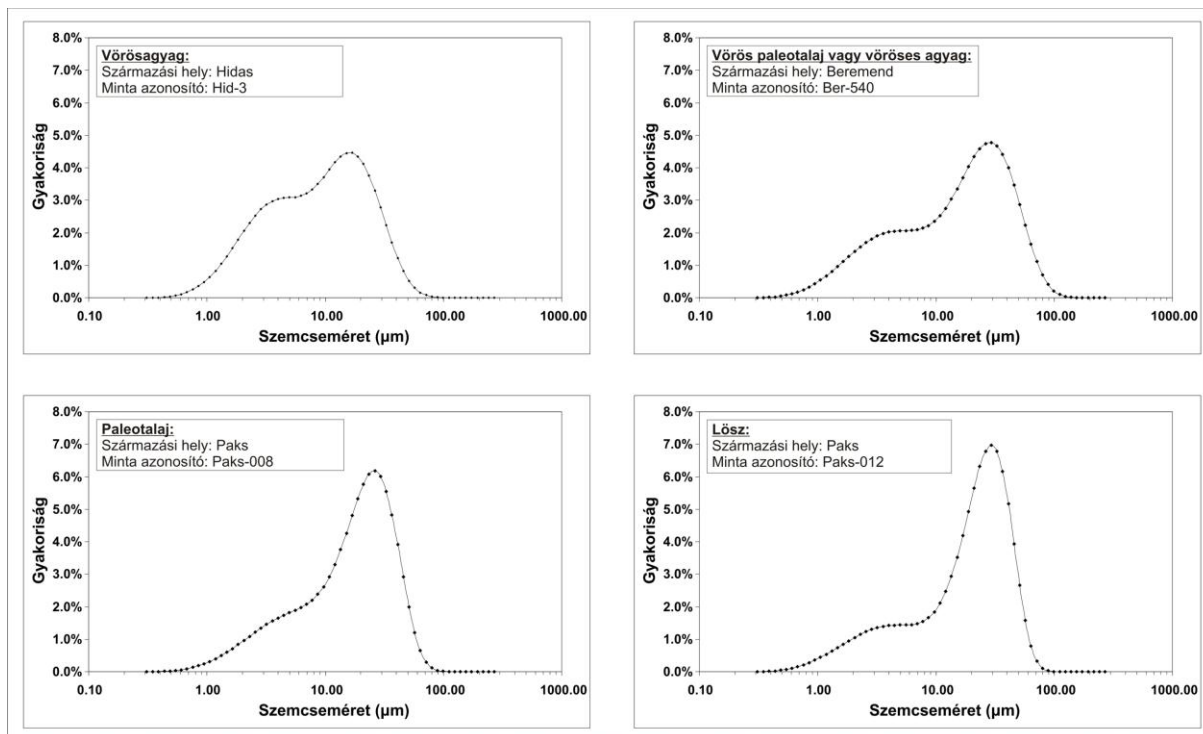 Vörösagyag:
Származási hely: Hidas
Minta azonosító: Hid-3
Gyakoriság
8.0%
7.0%
6.0%
5.0%
4.0%
3.0%
2.0%
1.0%
0.0%
0.10 1.00 10.00 100.00 1000.00
Szemcseméret (µm)
Vörös paleotalaj vagy vöröses agyag:
Származási hely: Beremend
Minta azonosító: Ber-540
Gyakoriság
8.0%
7.0%
6.0%
5.0%
4.0%
3.0%
2.0%
1.0%
0.0%
0.10 1.00 10.00 100.00 1000.00
Szemcseméret (µm)
Paleotalaj:
Származási hely: Paks
Minta azonosító: Paks-008
Gyakoriság
8.0%
7.0%
6.0%
5.0%
4.0%
3.0%
2.0%
1.0%
0.0%
0.10 1.00 10.00 100.00 1000.00
Szemcseméret (µm)
Lösz:
Származási hely: Paks
Minta azonosító: Paks-012
Gyakoriság
8.0%
7.0%
6.0%
5.0%
4.0%
3.0%
2.0%
1.0%
0.0%
0.10 1.00 10.00 100.00 1000.00
Szemcseméret (µm)